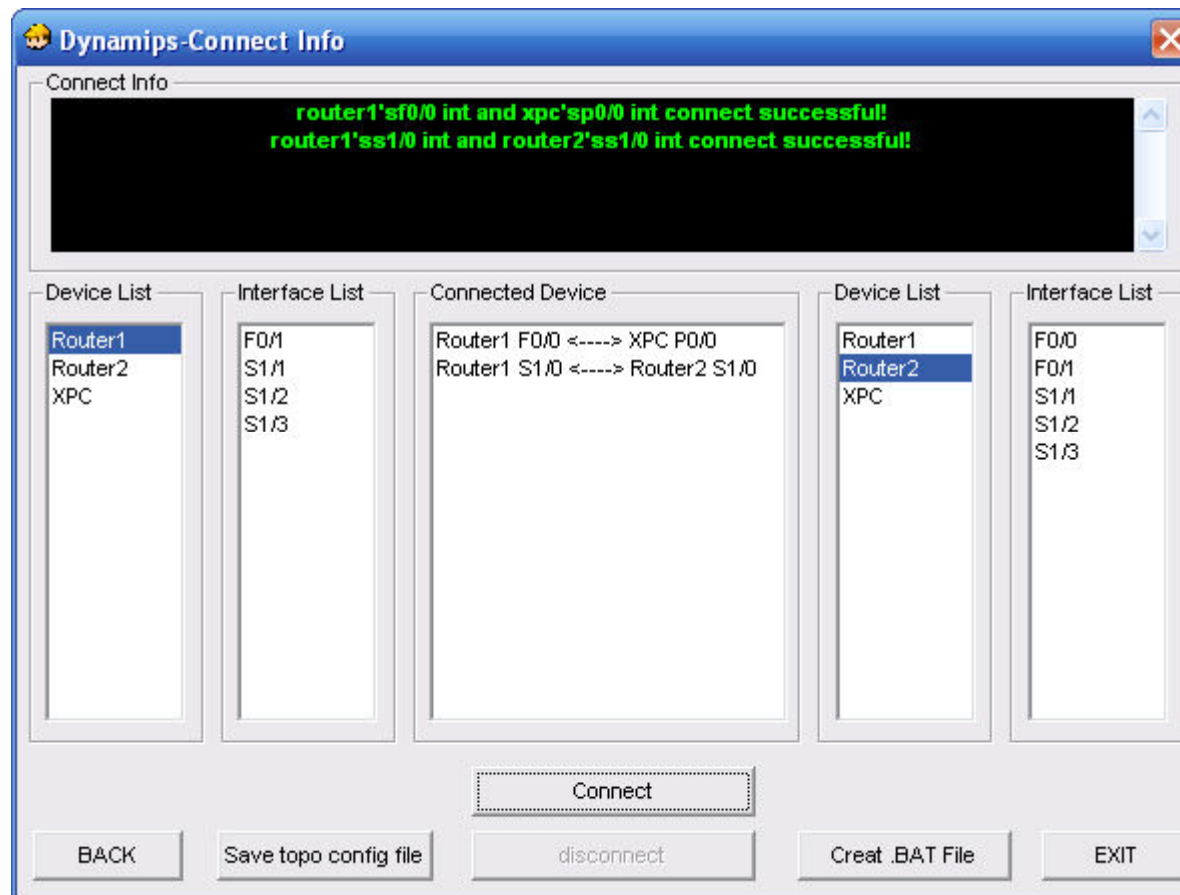 Dynamips-Connect Info
Connect Info
router1'sf0/0 int and xpc'sp0/0 int connect successful!
router1'ss1/0 int and router2'ss1/0 int connect successful!
Device List
Router1
Router2
XPC
Interface List
F0/1
S1/1
S1/2
S1/3
Connected Device
Router1 F0/0 <----> XPC P0/0
Router1 S1/0 <----> Router2 S1/0
Device List
Router1
Router2
XPC
Interface List
F0/0
F0/1
S1/1
S1/2
S1/3
Connect
BACK
Save topo config file
disconnect
Creat .BAT File
EXIT